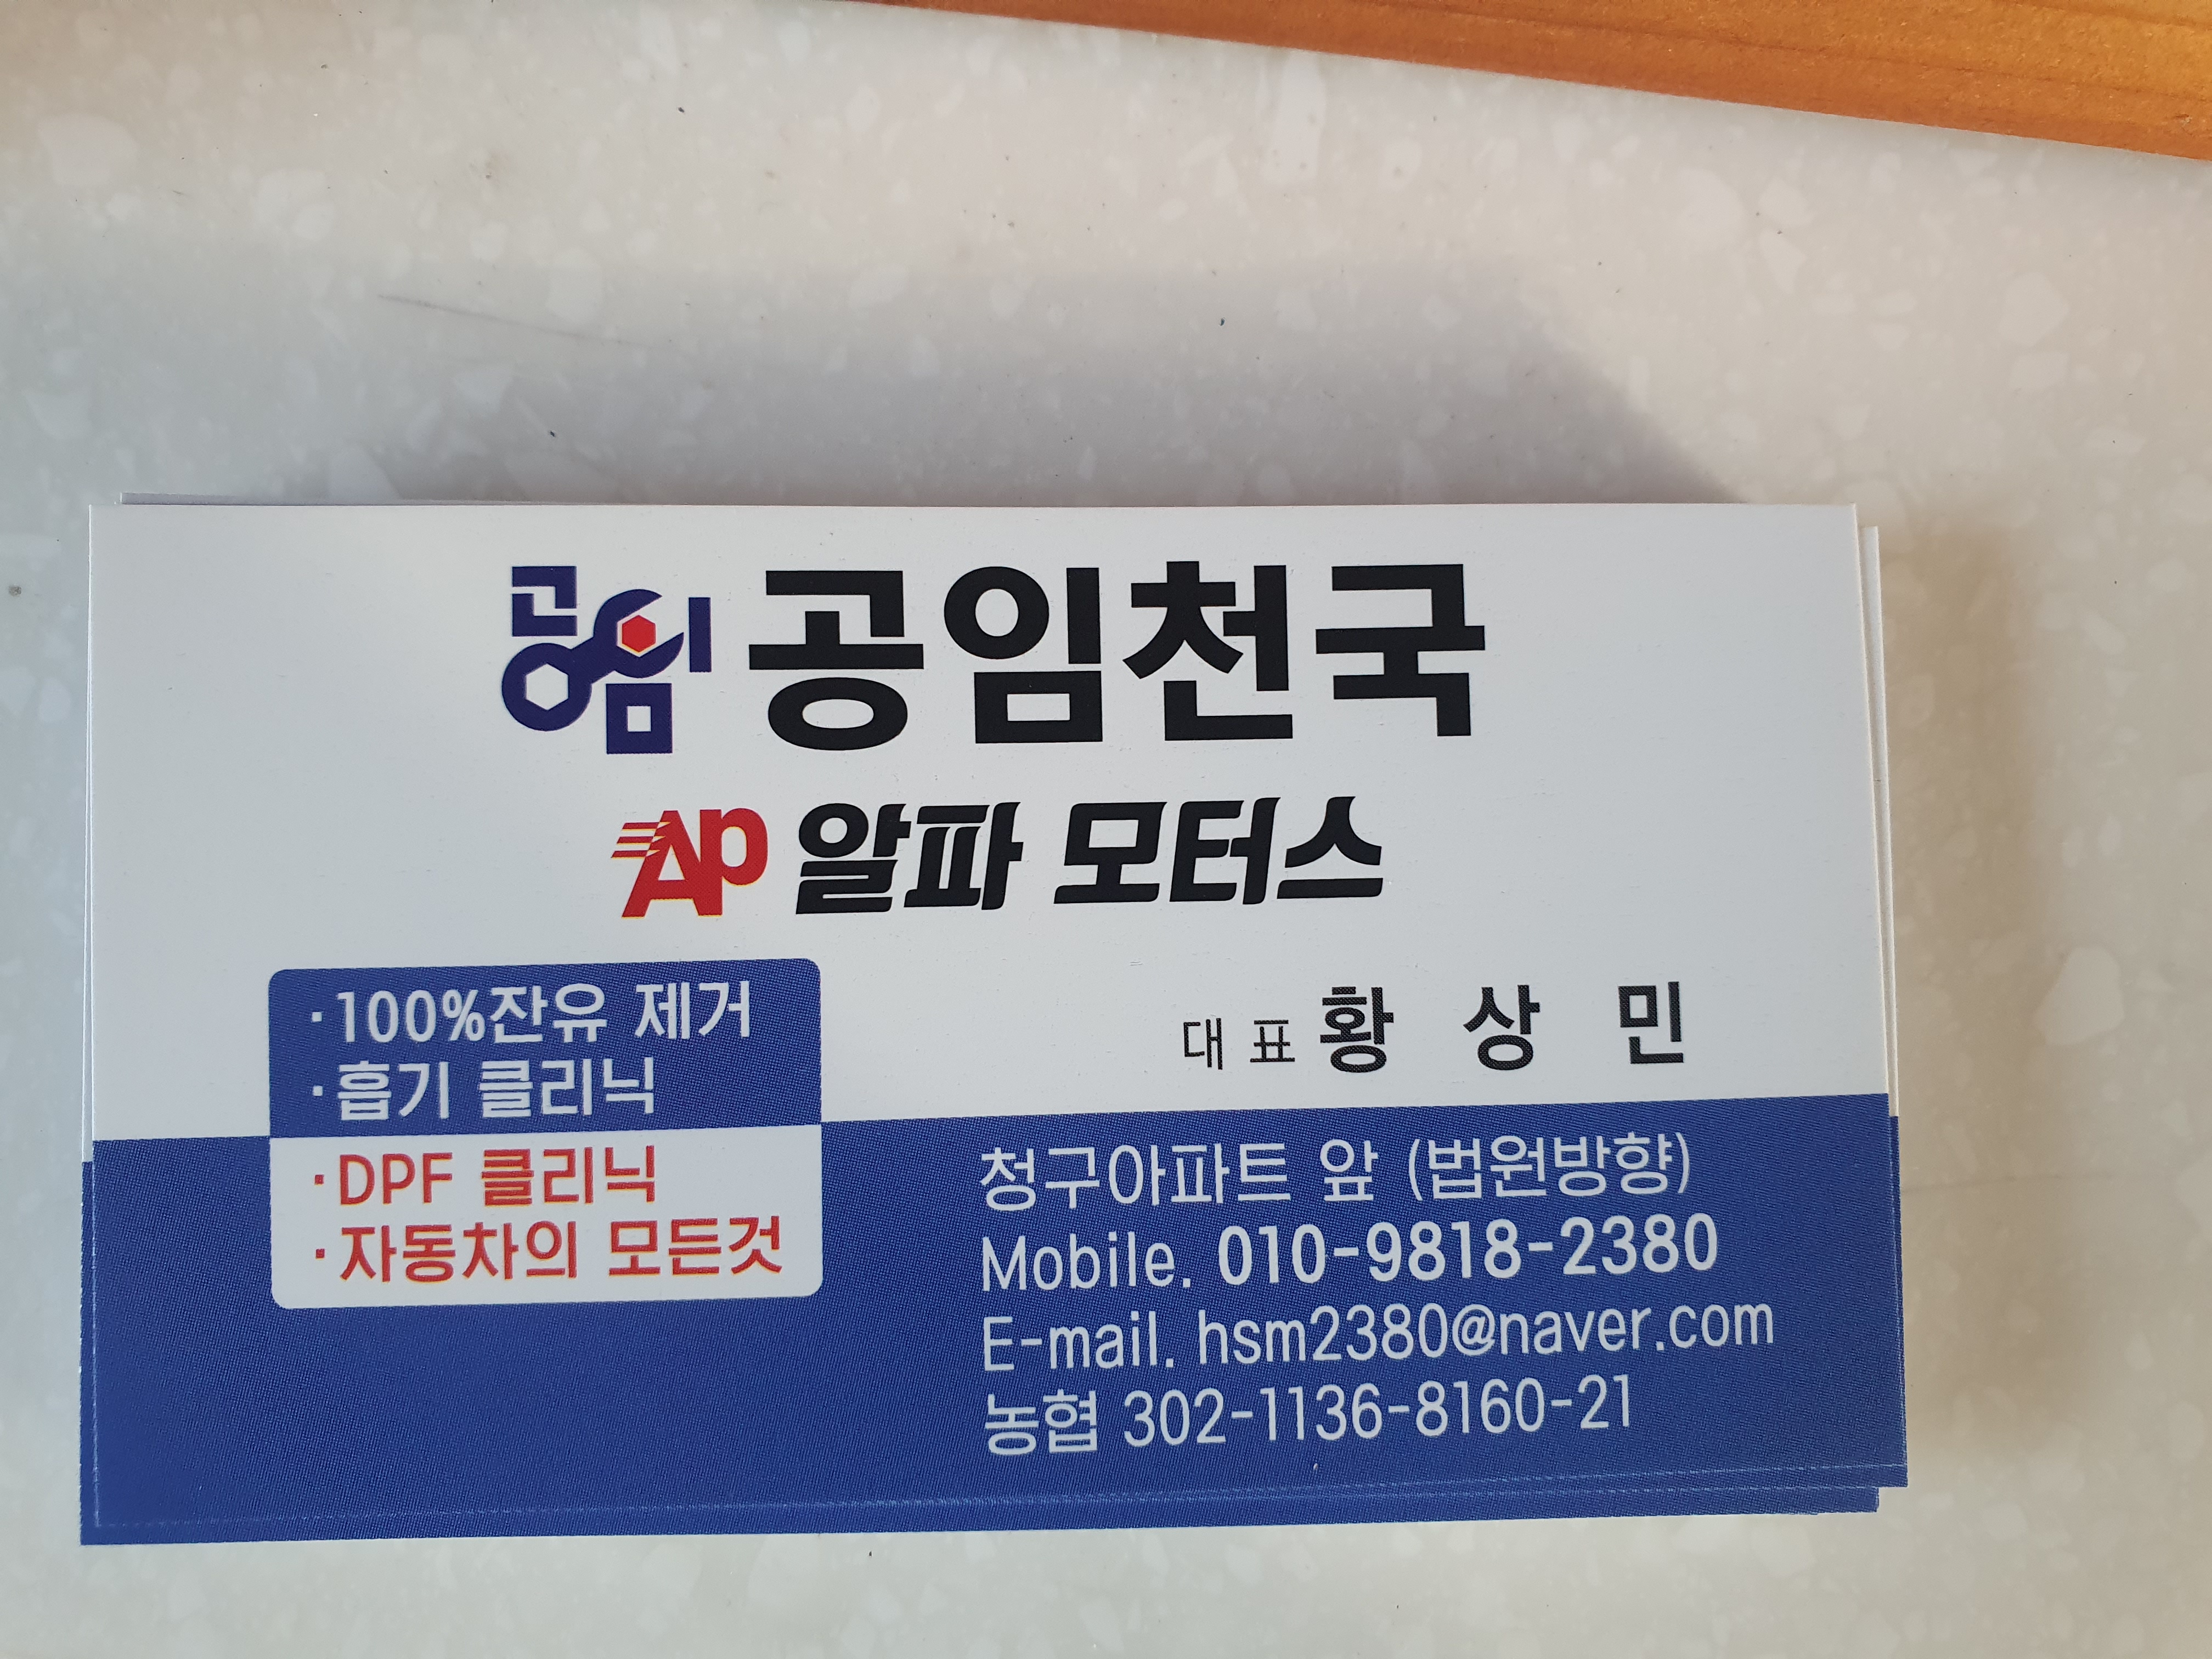 공임 공임천국
AP 알파 모터스
·100%잔유 제거
·흡기 클리닉
·DPF 클리닉
·자동차의 모든것
대 표 황 상 민
청구아파트 앞 (법원방향)
Mobile. 010-9818-2380
E-mail. hsm2380@naver.com
농협 302-1136-8160-21